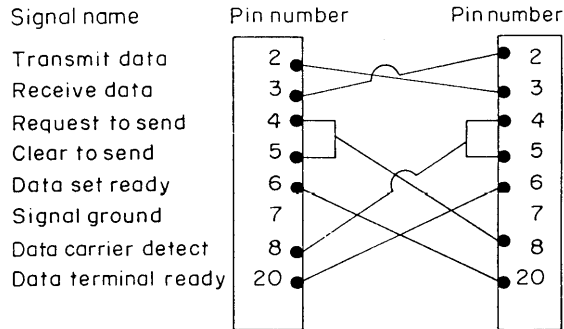 Signal name Pin number Pin number
Transmit data 2 2
Receive data 3 3
Request to send 4 4
Clear to send 5 5
Data set ready 6 6
Signal ground 7 7
Data carrier detect 8 8
Data terminal ready 20 20